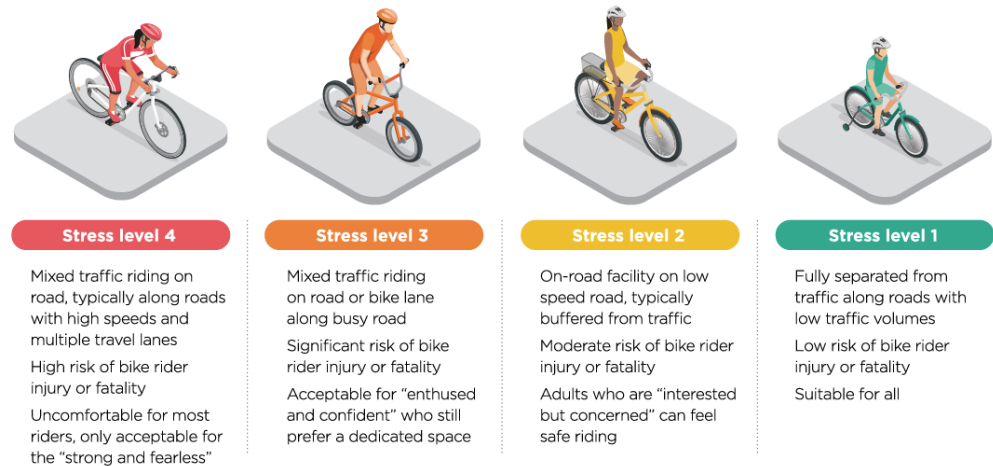 Stress level 4
Mixed traffic riding on
road, typically along roads
with high speeds and
multiple travel lanes
High risk of bike rider
injury or fatality
Uncomfortable for most
riders, only acceptable for
the “strong and fearless”
Stress level 3
Mixed traffic riding
on road or bike lane
along busy road
Significant risk of bike
rider injury or fatality
Acceptable for “enthused
and confident” who still
prefer a dedicated space
Stress level 2
On-road facility on low
speed road, typically
buffered from traffic
Moderate risk of bike rider
injury or fatality
Adults who are “interested
but concerned” can feel
safe riding
Stress level 1
Fully separated from
traffic along roads with
low traffic volumes
Low risk of bike rider
injury or fatality
Suitable for all